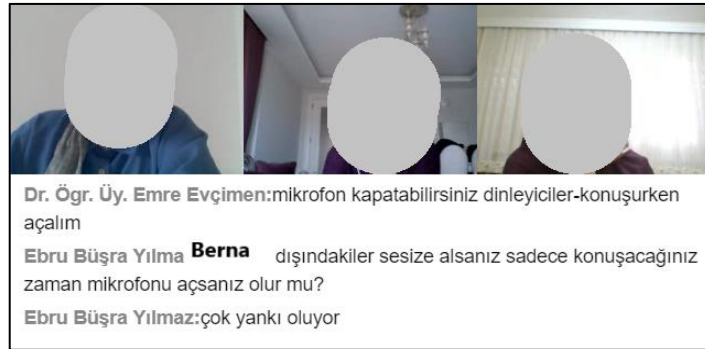 Dr. Ögr. Üy. Emre Evçimen:mikrofon kapatabilirsiniz dinleyiciler-konuşurken
açalım
Ebru Büşra Yılma Berna dışındakiler sesize alsanız sadece konuşacağınız
zaman mikrofonu açsanız olur mu?
Ebru Büşra Yılmaz:çok yankı oluyor